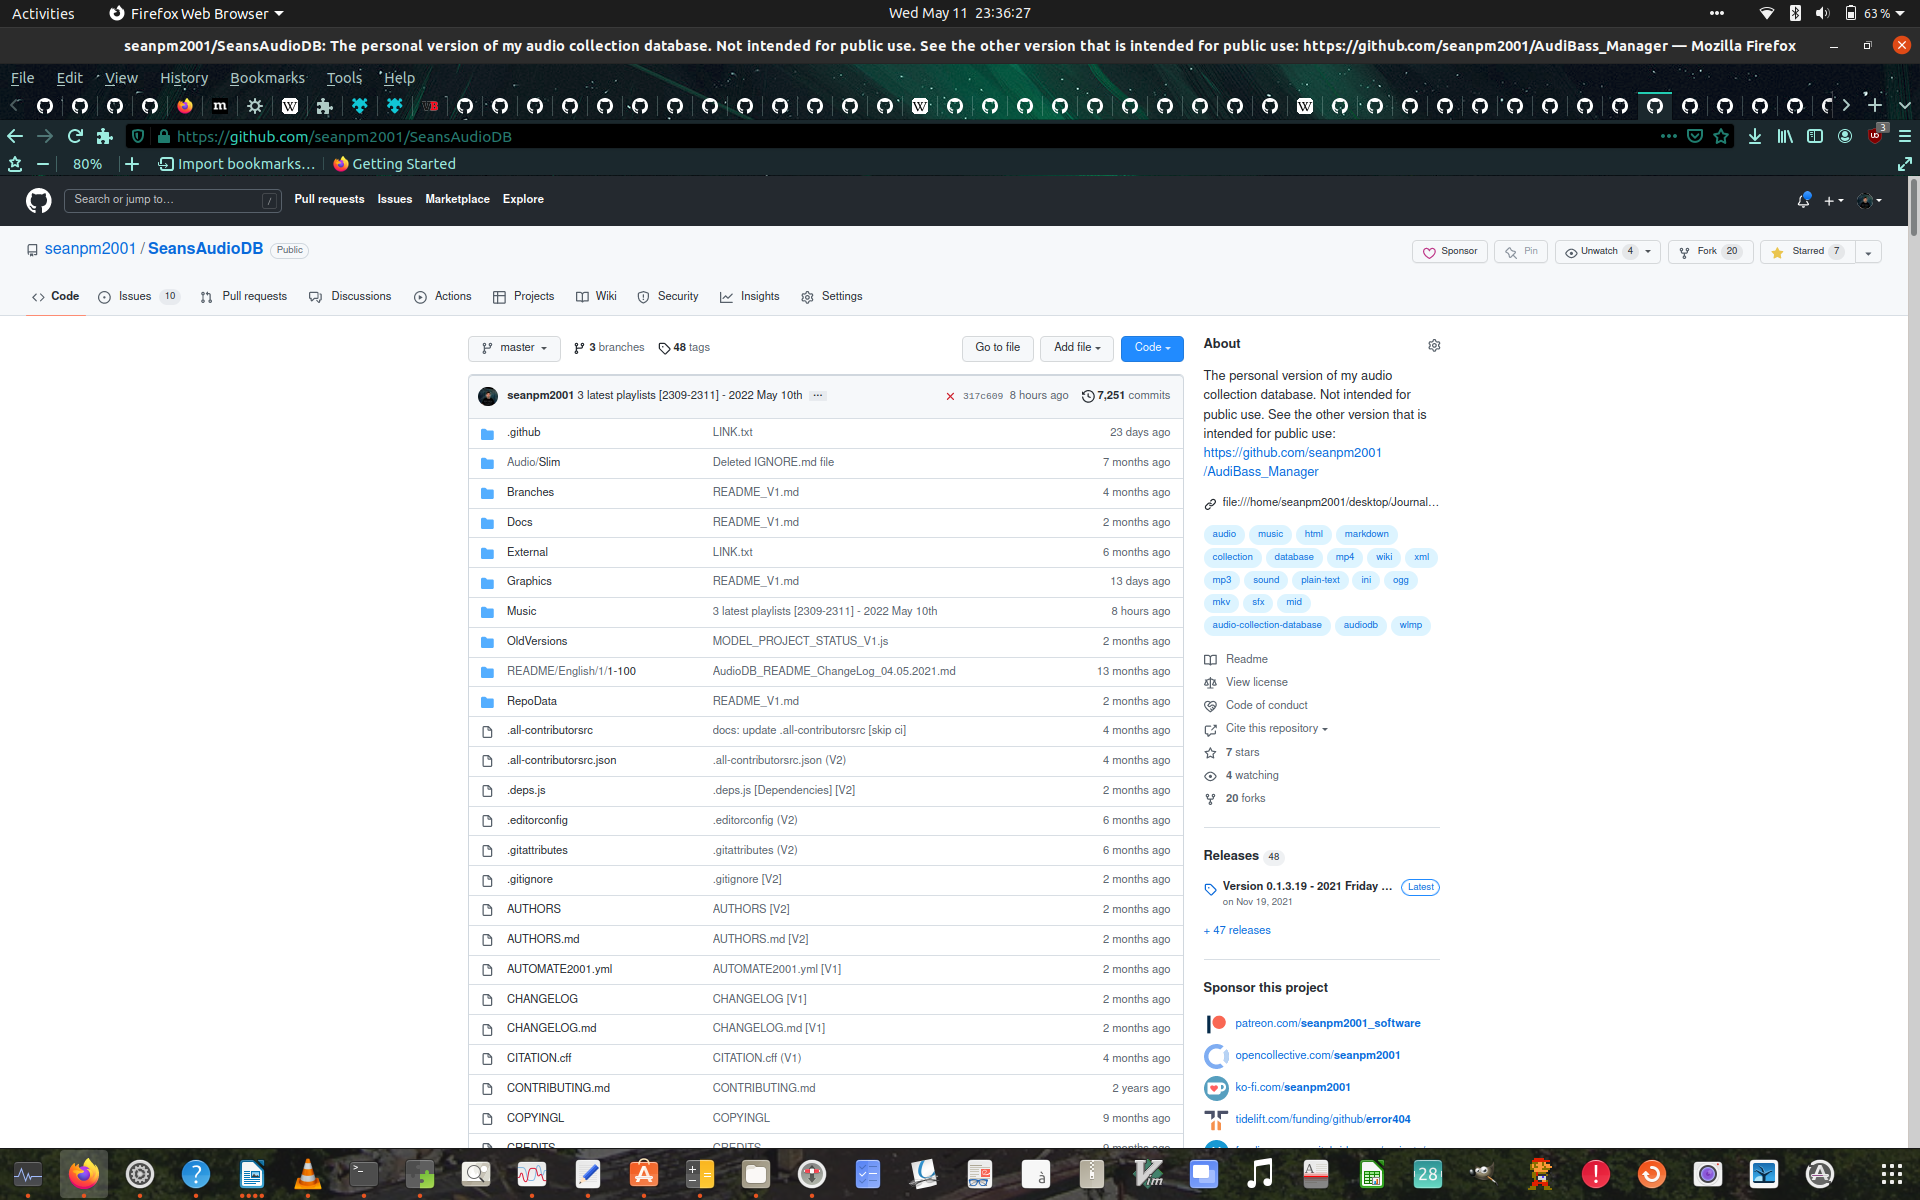 Activities
Firefox Web Browser
Wed May 11 23:36:27
63 %
seanpm2001/SeansAudioDB: The personal version of my audio collection database. Not intended for public use. See the other version that is intended for public use: https://github.com/seanpm2001/AudiBass_Manager — Mozilla Firefox
File Edit View History Bookmarks Tools Help
https://github.com/seanpm2001/SeansAudioDB
3
80%
Import bookmarks...
Getting Started
Search or jump to...
/
Pull requests Issues Marketplace Explore
seanpm2001 / SeansAudioDB Public
Sponsor
Pin
Unwatch 4
Fork 20
Starred 7
Code
Issues 10
Pull requests
Discussions
Actions
Projects
Wiki
Security
Insights
Settings
master
3 branches
48 tags
Go to file
Add file
Code
seanpm2001 3 latest playlists [2309-2311] - 2022 May 10th ... 317c609 8 hours ago 7,251 commits
.github LINK.txt 23 days ago
Audio/Slim Deleted IGNORE.md file 7 months ago
Branches README_V1.md 4 months ago
Docs README_V1.md 2 months ago
External LINK.txt 6 months ago
Graphics README_V1.md 13 days ago
Music 3 latest playlists [2309-2311] - 2022 May 10th 8 hours ago
OldVersions MODEL_PROJECT_STATUS_V1.js 2 months ago
README/English/1/1-100 AudioDB_README_ChangeLog_04.05.2021.md 13 months ago
RepoData README_V1.md 2 months ago
.all-contributorsrc docs: update .all-contributorsrc [skip ci] 4 months ago
.all-contributorsrc.json .all-contributorsrc.json (V2) 4 months ago
.deps.js .deps.js [Dependencies] [V2] 2 months ago
.editorconfig .editorconfig (V2) 6 months ago
.gitattributes .gitattributes (V2) 6 months ago
.gitignore .gitignore [V2] 2 months ago
AUTHORS AUTHORS [V2] 2 months ago
AUTHORS.md AUTHORS.md [V2] 2 months ago
AUTOMATE2001.yml AUTOMATE2001.yml [V1] 2 months ago
CHANGELOG CHANGELOG [V1] 2 months ago
CHANGELOG.md CHANGELOG.md [V1] 2 months ago
CITATION.cff CITATION.cff (V1) 4 months ago
CONTRIBUTING.md CONTRIBUTING.md 2 years ago
COPYINGL COPYINGL 9 months ago
CREDITS CREDITS 9 months ago
About
The personal version of my audio
collection database. Not intended for
public use. See the other version that is
intended for public use:
https://github.com/seanpm2001
/AudiBass_Manager
file:///home/seanpm2001/desktop/Journal...
audio music html markdown
collection database mp4 wiki xml
mp3 sound plain-text ini ogg
mkv sfx mid
audio-collection-database audiodb wlmp
Readme
View license
Code of conduct
Cite this repository
7 stars
4 watching
20 forks
Releases 48
Version 0.1.3.19 - 2021 Friday ... Latest
on Nov 19, 2021
+ 47 releases
Sponsor this project
patreon.com/seanpm2001_software
opencollective.com/seanpm2001
ko-fi.com/seanpm2001
tidelift.com/funding/github/error404
28